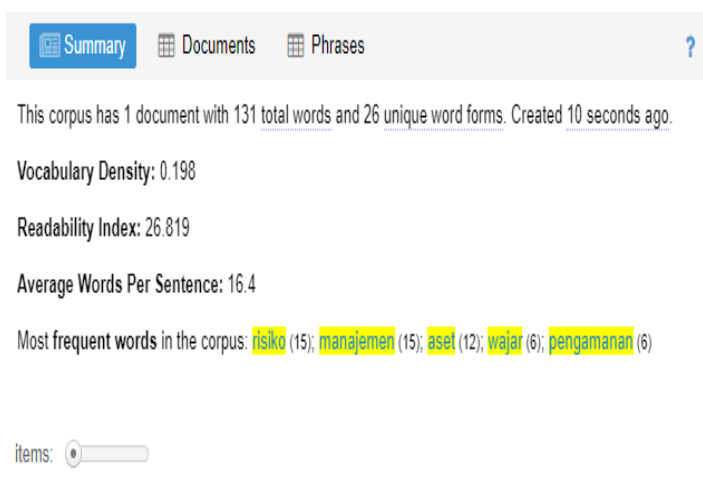 Summary Documents Phrases ?
This corpus has 1 document with 131 total words and 26 unique word forms. Created 10 seconds ago.
Vocabulary Density: 0.198
Readability Index: 26.819
Average Words Per Sentence: 16.4
Most frequent words in the corpus: risiko (15); manajemen (15); aset (12); wajar (6); pengamanan (6)
items: